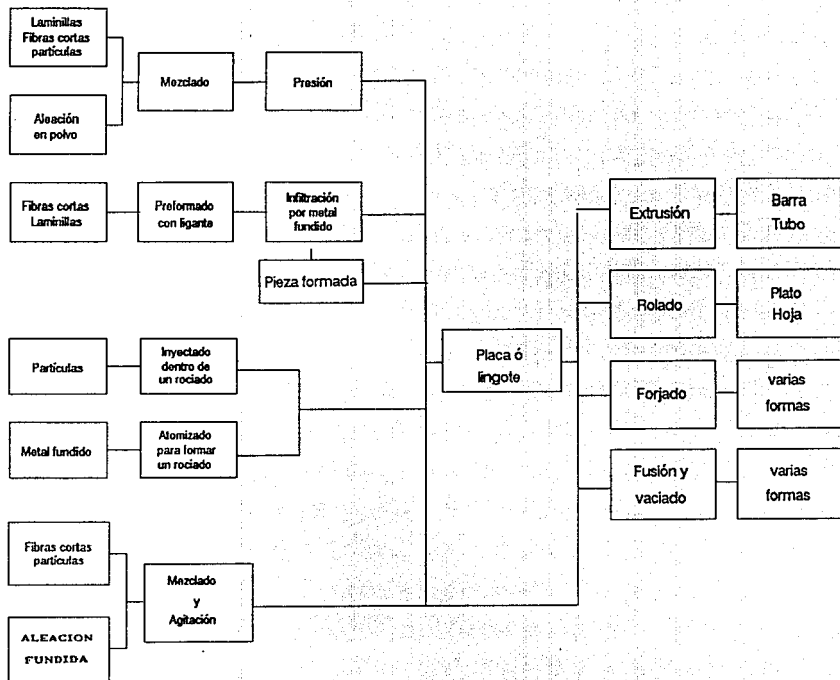 Laminillas
Fibras cortas
partículas
Mezclado
Presión
Aleación
en polvo
Fibras cortas
Laminillas
Preformado
con ligante
Infiltración
por metal
fundido
Pieza formada
Partículas
Inyectado
dentro de
un rociado
Metal fundido
Atomizado
para formar
un rociado
Fibras cortas
partículas
Mezclado
y
Agitación
ALEACION
FUNDIDA
Placa ó
lingote
Extrusión
Barra
Tubo
Rolado
Plato
Hoja
Forjado
varias
formas
Fusión y
vaciado
varias
formas